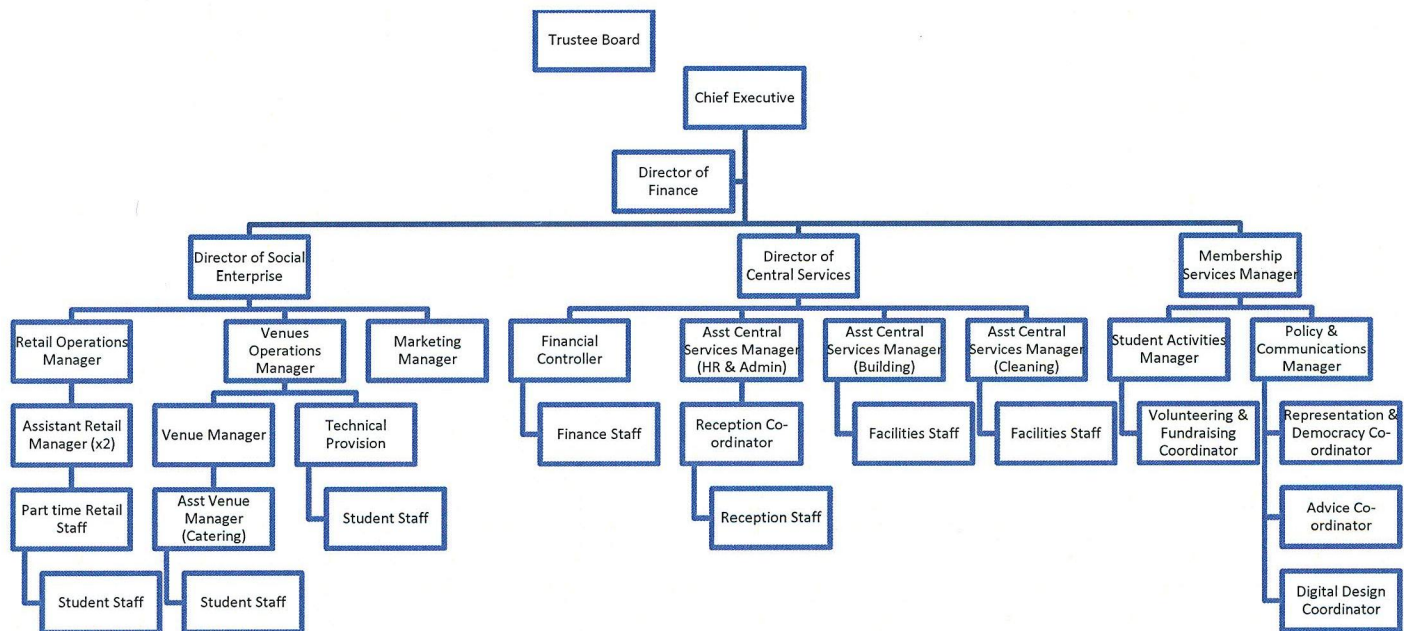 Trustee Board
Chief Executive
Director of
Finance
Director of Social
Enterprise
Director of
Central Services
Membership
Services Manager
Retail Operations
Manager
Venues
Operations
Manager
Marketing
Manager
Financial
Controller
Asst Central
Services Manager
(HR & Admin)
Asst Central
Services Manager
(Building)
Asst Central
Services Manager
(Cleaning)
Student Activities
Manager
Policy &
Communications
Manager
Assistant Retail
Manager (x2)
Venue Manager
Technical
Provision
Finance Staff
Reception Co-
ordinator
Facilities Staff
Facilities Staff
Volunteering &
Fundraising
Coordinator
Representation &
Democracy Co-
ordinator
Part time Retail
Staff
Asst Venue
Manager
(Catering)
Student Staff
Reception Staff
Advice Co-
ordinator
Student Staff
Student Staff
Digital Design
Coordinator